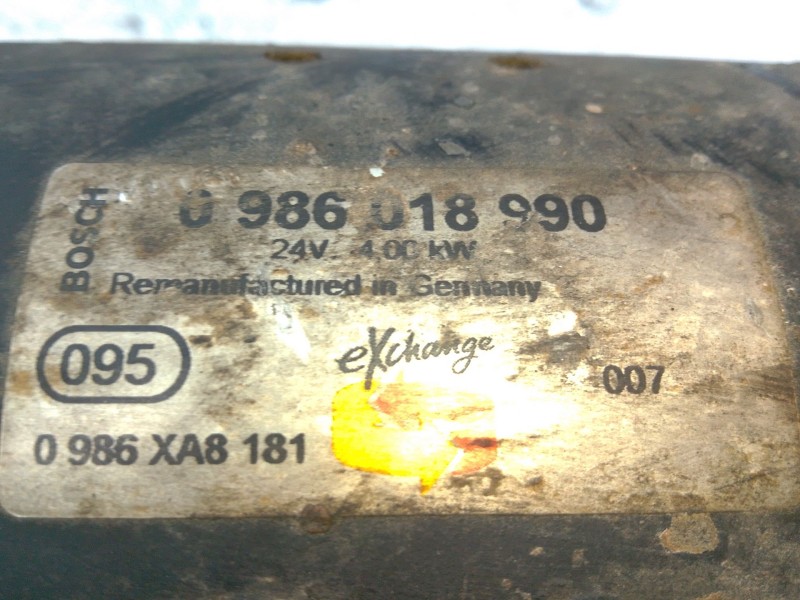 BOSCH
0 986 018 990
24V 4.00 kW
Remanufactured in Germany
095
eXchange
007
0 986 XA8 181